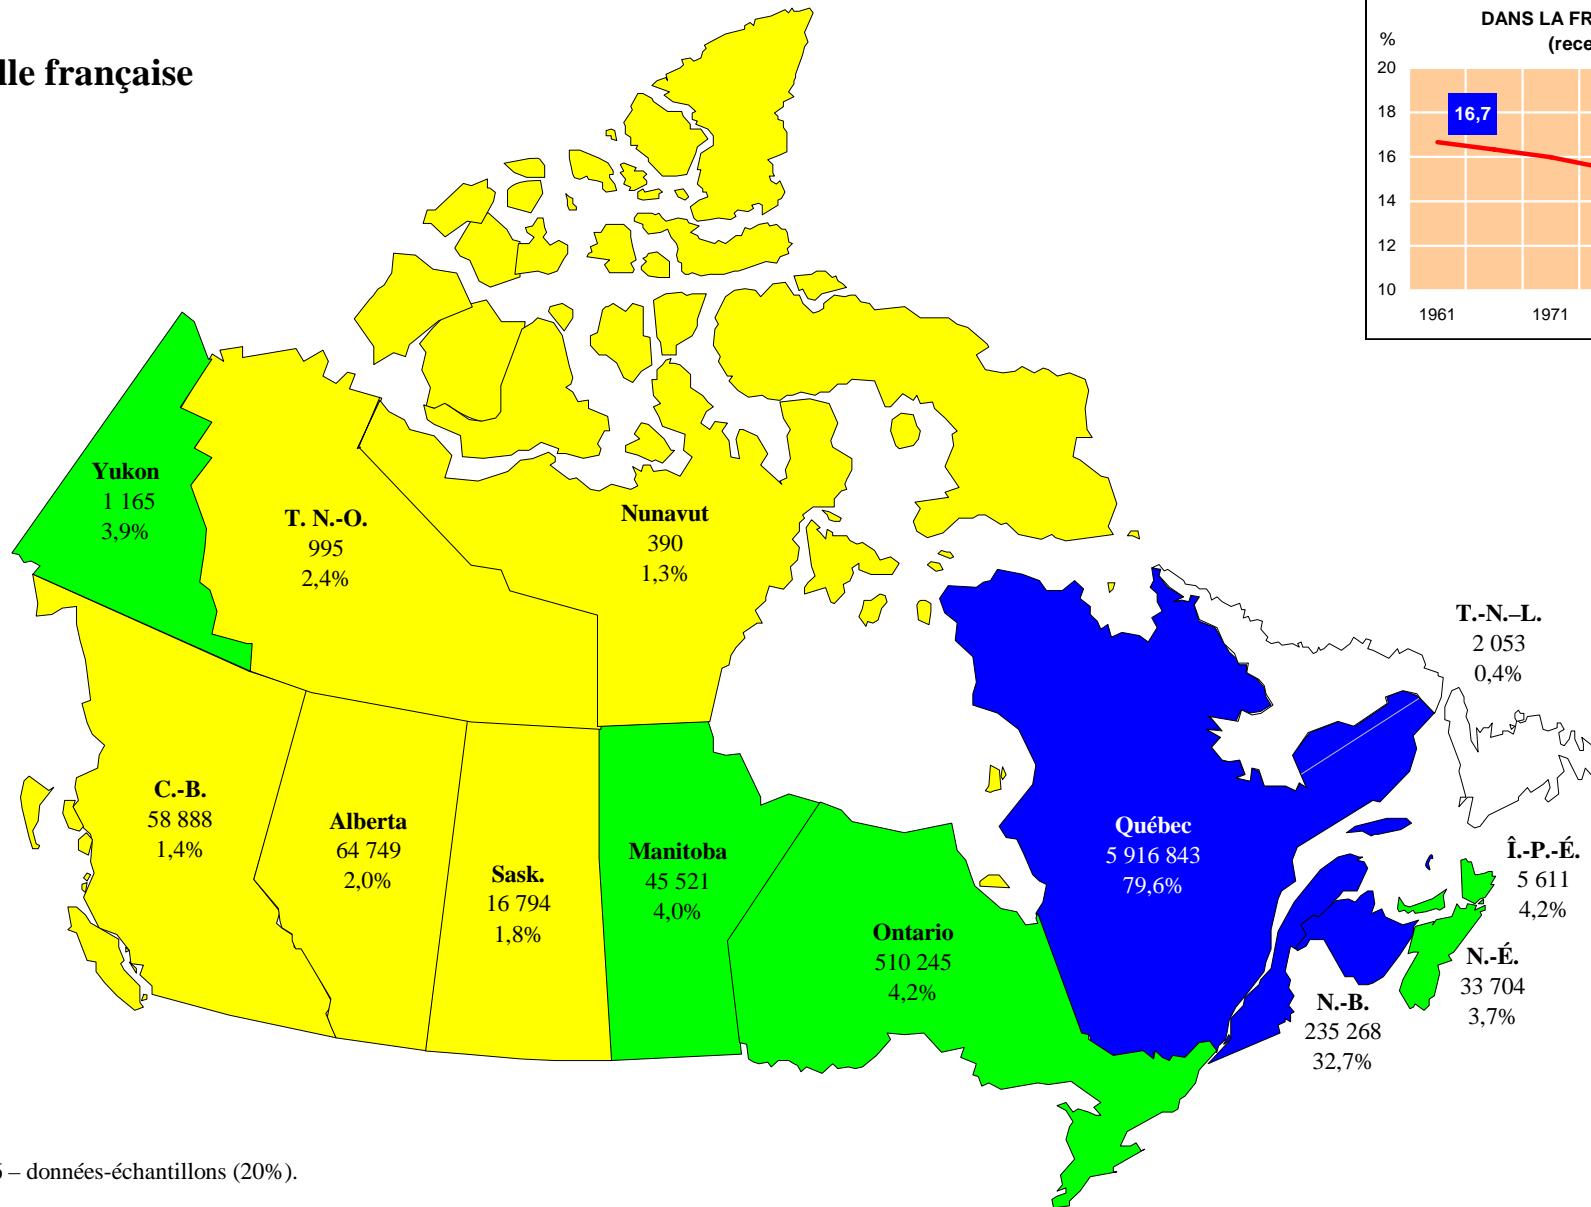 lle française
DANS LA FR
(rece
%
20
18
16
14
12
10
16,7
1961
1971
Yukon
1 165
3,9%
T. N.-O.
995
2,4%
Nunavut
390
1,3%
T.-N.–L.
2 053
0,4%
C.-B.
58 888
1,4%
Alberta
64 749
2,0%
Sask.
16 794
1,8%
Manitoba
45 521
4,0%
Ontario
510 245
4,2%
Québec
5 916 843
79,6%
Î.-P.-É.
5 611
4,2%
N.-É.
33 704
3,7%
N.-B.
235 268
32,7%
– données-échantillons (20%).